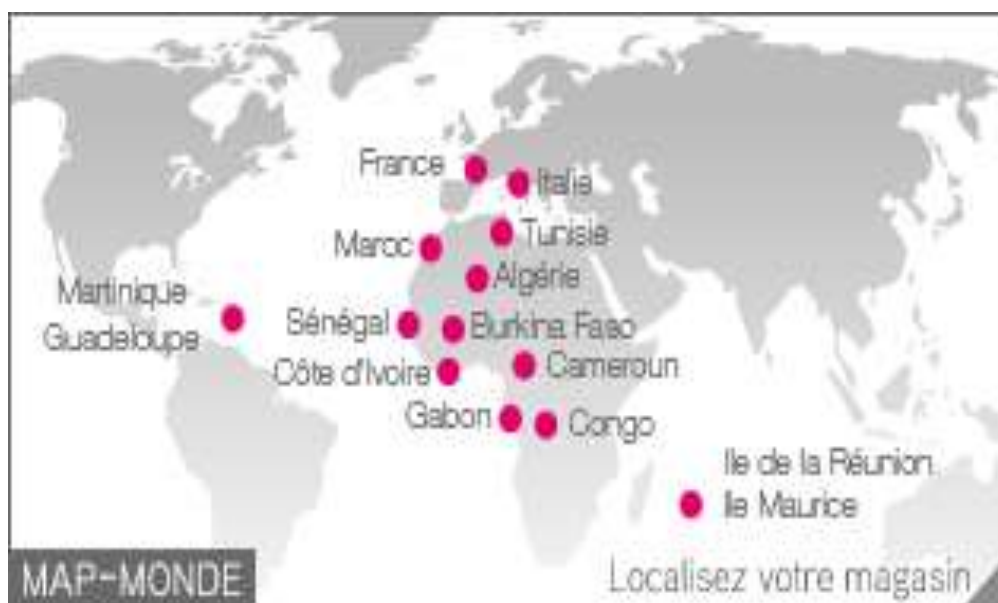 France
Italie
Maroc
Tunisie
Algérie
Martinique
Guadeloupe
Sénégal
Burkina Faso
Côte d'Ivoire
Cameroun
Gabon
Congo
Ile de la Réunion
Ile Maurice
MAP-MONDE
Localisez votre magasin